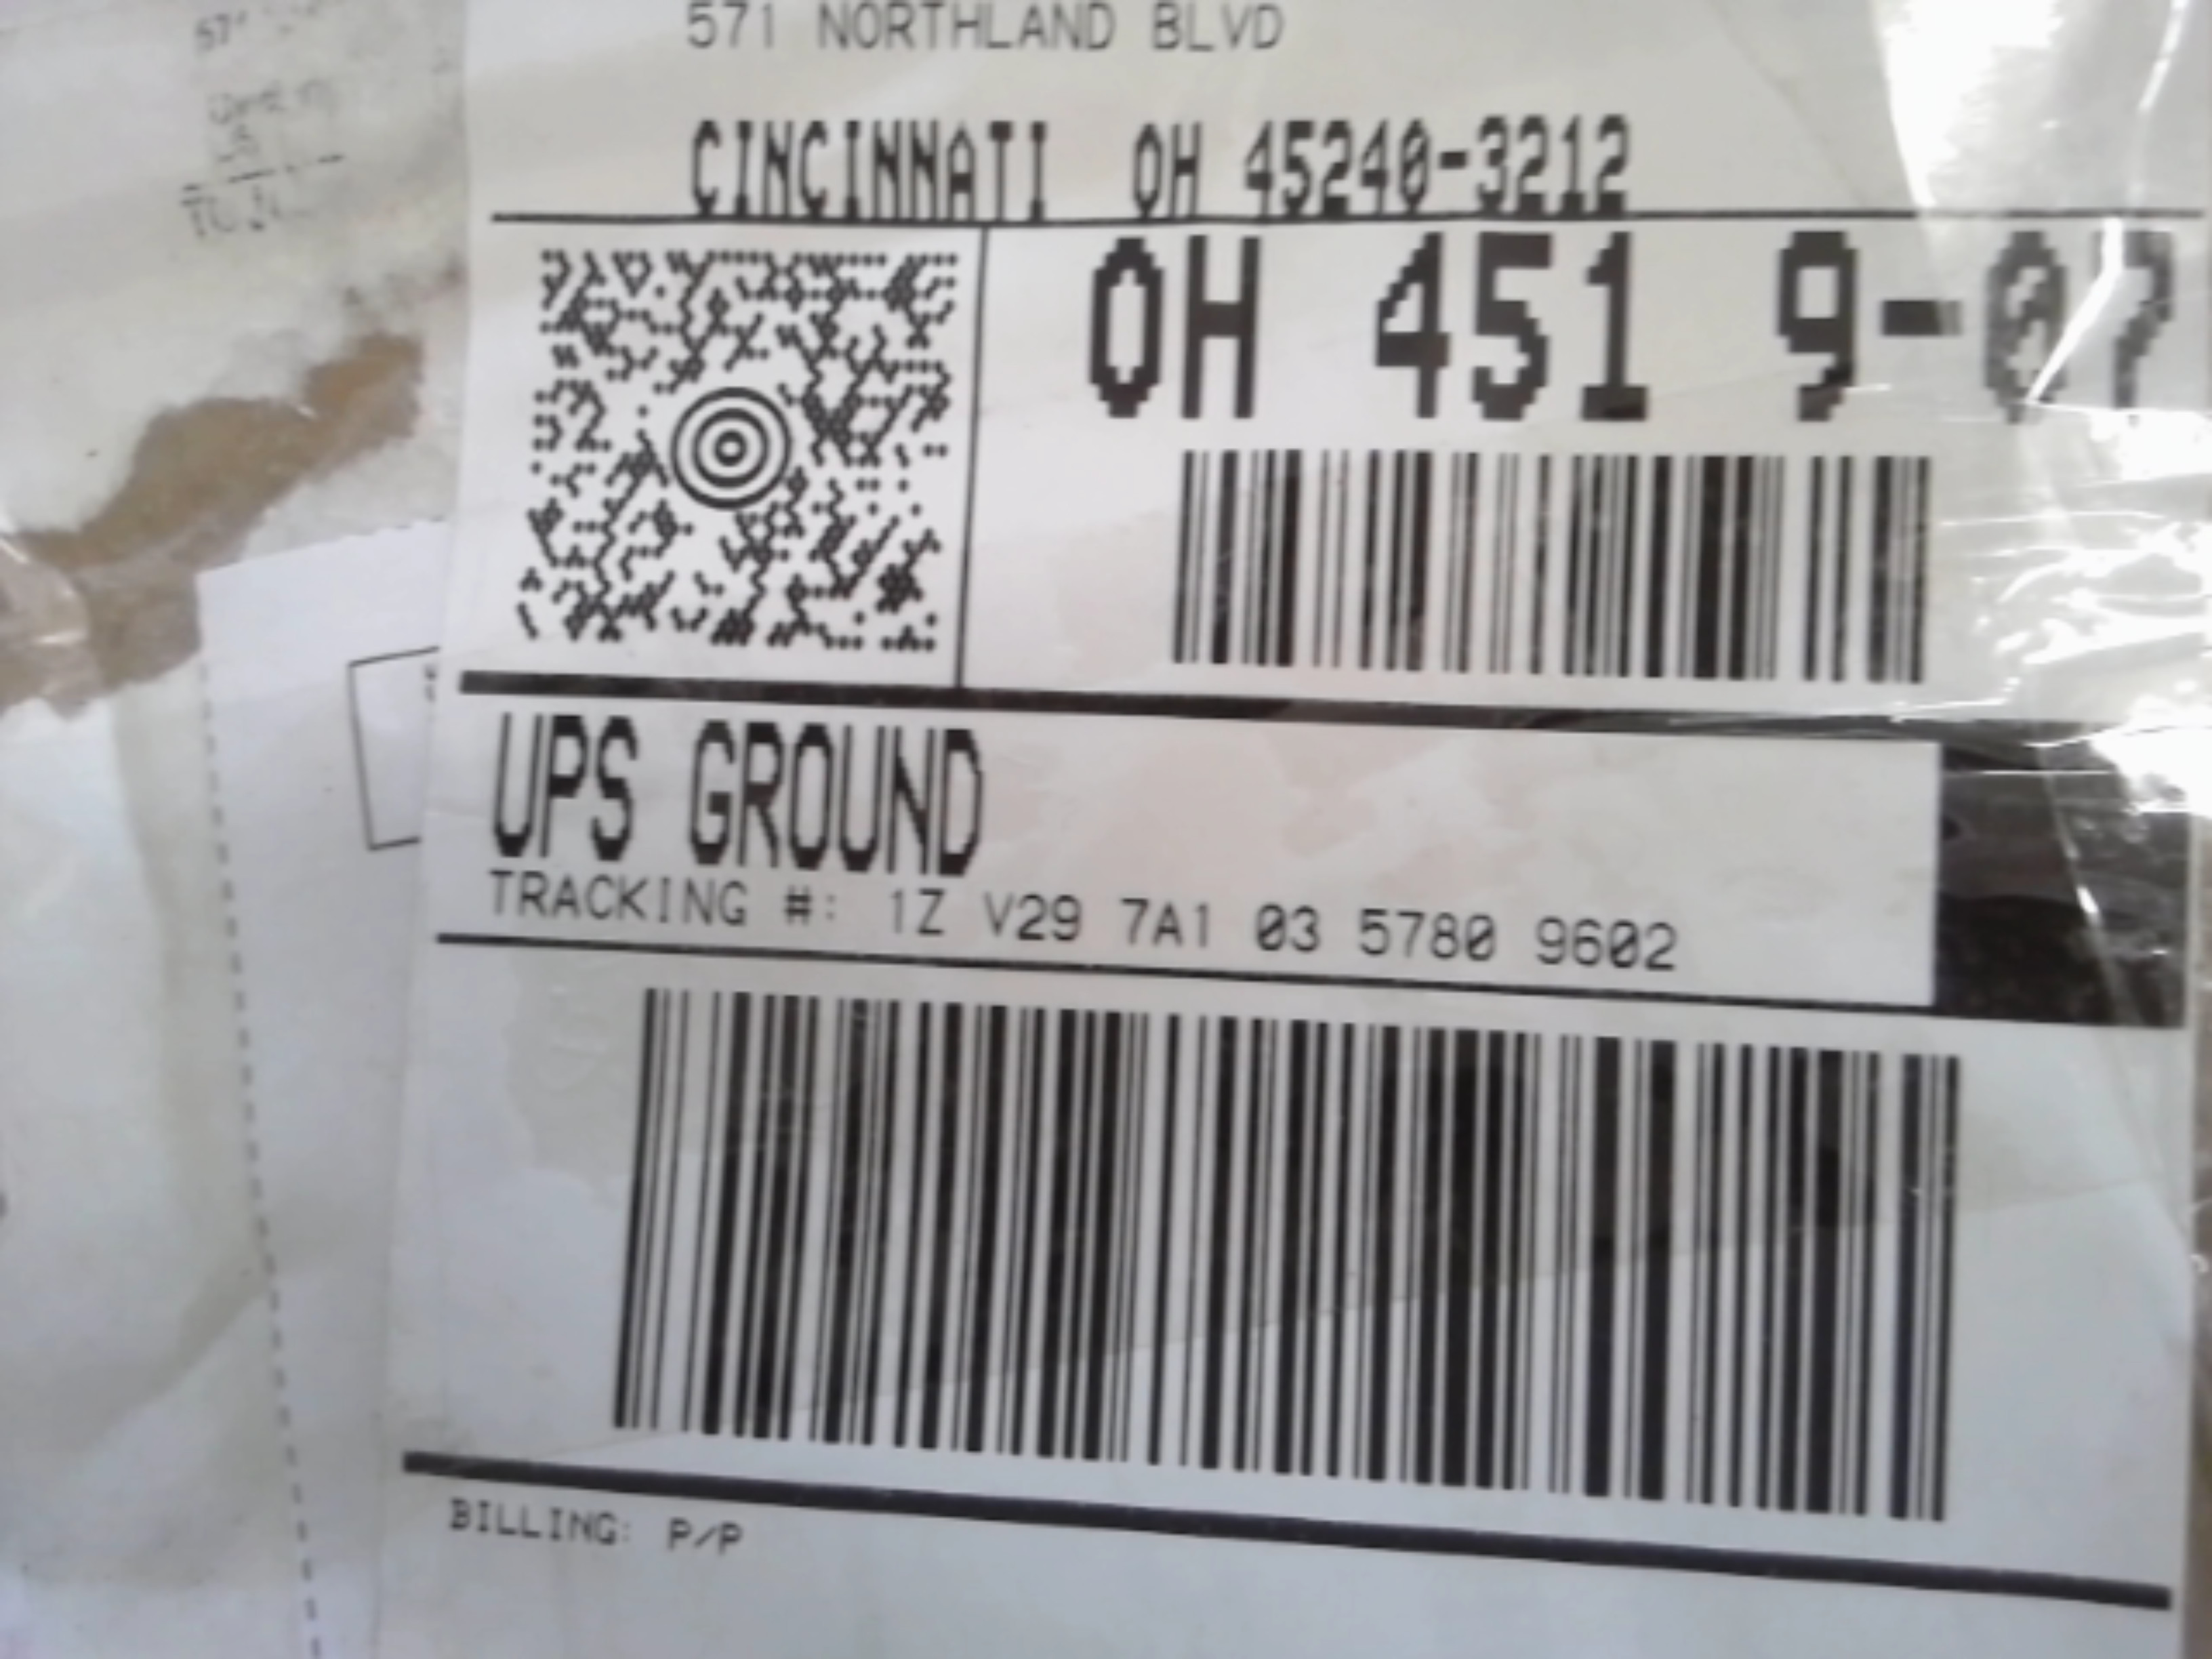 571 NORTHLAND BLVD
CINCINNATI OH 45240-3212
OH 451 9-07
UPS GROUND
TRACKING #: 1Z V29 7A1 03 5780 9602
BILLING: P/P